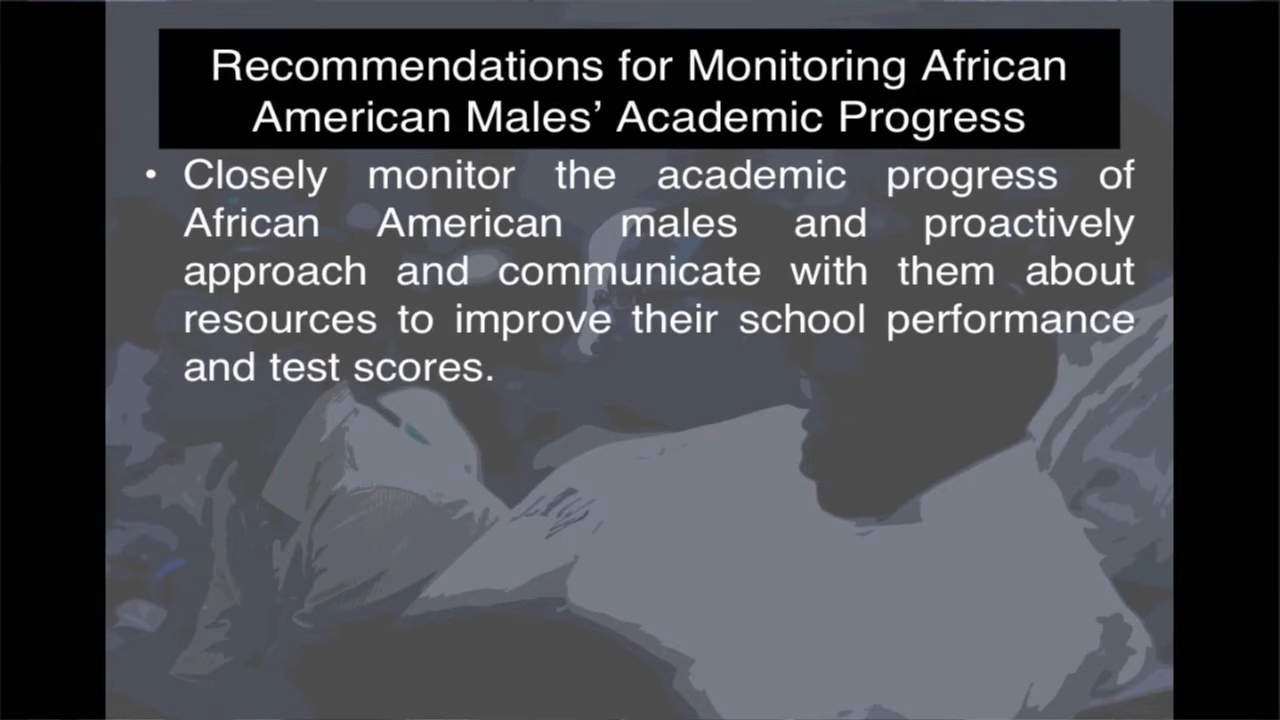 Recommendations for Monitoring African
American Males’ Academic Progress
• Closely monitor the academic progress of
African American males and proactively
approach and communicate with them about
resources to improve their school performance
and test scores.